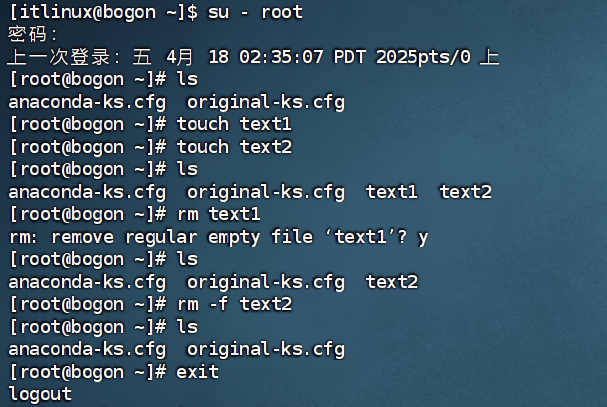 [itlinux@bogon ~]$ su - root
密码：
上一次登录：五 4月 18 02:35:07 PDT 2025pts/0 上
[root@bogon ~]# ls
anaconda-ks.cfg  original-ks.cfg
[root@bogon ~]# touch text1
[root@bogon ~]# touch text2
[root@bogon ~]# ls
anaconda-ks.cfg  original-ks.cfg  text1  text2
[root@bogon ~]# rm text1
rm: remove regular empty file ‘text1’? y
[root@bogon ~]# ls
anaconda-ks.cfg  original-ks.cfg  text2
[root@bogon ~]# rm -f text2
[root@bogon ~]# ls
anaconda-ks.cfg  original-ks.cfg
[root@bogon ~]# exit
logout